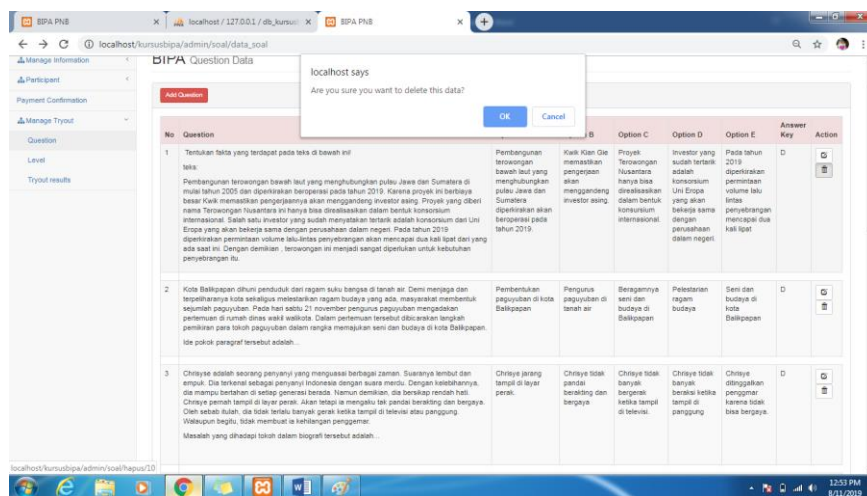 BIPA PNB
localhost / 127.0.0.1 / db_kursus
BIPA PNB
localhost/kursusbipa/admin/soal/data_soal
Manage Information
Participant
Payment Confirmation
Manage Tryout
Question
Level
Tryout results
BIPA Question Data
localhost says
Are you sure you want to delete this data?
OK Cancel
Add Question
No Question B Option C Option D Option E Answer Key Action
1 Tentukan fakta yang terdapat pada teks di bawah ini!
teks:
Pembangunan terowongan bawah laut yang menghubungkan pulau Jawa dan Sumatera di
mulai tahun 2005 dan diperkirakan beroperasi pada tahun 2019. Karena proyek ini berbiaya
besar Kwik memastikan pengerjaannya akan menggandeng investor asing. Proyek yang diberi
nama Terowongan Nusantara ini hanya bisa direalisasikan dalam bentuk konsortium
internasional. Salah satu investor yang sudah menyatakan tertarik adalah konsorsium dari Uni
Eropa yang akan bekerja sama dengan perusahaan dalam negeri. Pada tahun 2019
diperkirakan permintaan volume lalu-lintas penyebrangan akan mencapai dua kali lipat dari yang
ada saat ini. Dengan demikian , terowongan ini menjadi sangat diperlukan untuk kebutuhan
penyebrangan itu.
Pembangunan
terowongan
bawah laut yang
menghubungkan
pulau Jawa dan
Sumatera
diperkirakan akan
beroperasi pada
tahun 2019.
Kwik Kian Gie
memastikan
pengerjaan
akan
menggandeng
investor asing.
Proyek
Terowongan
Nusantara
hanya bisa
direalisasikan
dalam bentuk
konsursium
internasional.
Investor yang
sudah tertarik
adalah
konsorsium
Uni Eropa
yang akan
bekerja sama
dengan
perusahaan
dalam negeri.
Pada tahun
2019
diperkirakan
permintaan
volume lalu
lintas
penyebrangan
mencapai dua
kali lipat
D
2 Kota Balikpapan dihuni penduduk dari ragam suku bangsa di tanah air. Demi menjaga dan
terpeliharanya kota sekaligus melestarikan ragam budaya yang ada, masyarakat membentuk
sejumlah paguyuban. Pada hari sabtu 21 november pengurus paguyuban mengadakan
pertemuan di rumah dinas wakil walikota. Dalam pertemuan tersebut dibicarakan langkah
pemikiran para tokoh paguyuban dalam rangka memajukan seni dan budaya di kota Balikpapan.
Ide pokok paragraf tersebut adalah...
Pembentukan
paguyuban di kota
Balikpapan
Pengurus
paguyuban di
tanah air
Beragamnya
seni dan
budaya di
Balikpapan
Pelestarian
ragam
budaya
Seni dan
budaya di
kota
Balikpapan
D
3 Chrisyse adalah seorang penyanyi yang menguasai berbagai zaman. Suaranya lembut dan
empuk. Dia terkenal sebagai penyanyi Indonesia dengan suara merdu. Dengan kelebihannya,
dia mampu bertahan di setiap generasi berada. Namun demikian, dia bersikap rendah hati.
Chrisye pernah tampil di layar perak. Akan tetapi ia mengaku tak pandai berakting dan bergaya.
Oleh sebab itulah, dia tidak terlalu banyak gerak ketika tampil di televisi atau panggung.
Walaupun begitu, tidak membuat ia kehilangan penggemar.
Masalah yang dihadapi tokoh dalam biografi tersebut adalah...
Chrisye jarang
tampil di layar
perak.
Chrisye tidak
pandai
berakting dan
bergaya
Chrisye tidak
banyak
bergerak
ketika tampil
di televisi.
Chrisye tidak
banyak
beraksi ketika
tampil di
panggung
Chrisye
ditinggalkan
penggmar
karena tidak
bisa bergaya.
D
localhost/kursusbipa/admin/soal/hapus/10
12:53 PM
8/11/2019